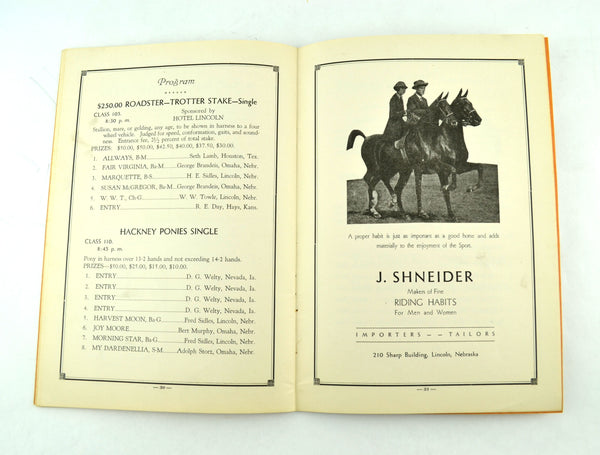 Program
$250.00 ROADSTER—TROTTER STAKE—Single
CLASS 105.
8:30 p. m.
Sponsored by
HOTEL LINCOLN
Stallion, mare, or gelding, any age, to be shown in harness to a four
wheel vehicle. Judged for speed, conformation, gaits, and sound-
ness. Entrance fee, 2½ percent of total stake.
PRIZES: $50.00, $50.00, $42.50, $40.00, $37.50, $30.00.
1. ALLWAYS, B-M Seth Lamb, Houston, Tex.
2. FAIR VIRGINIA, Ro-M George Brandeis, Omaha, Nebr.
3. MARQUETTE, B-S H. E. Sidles, Lincoln, Nebr.
4. SUSAN McGREGOR, Br-M George Brandeis, Omaha, Nebr.
5. W. W. T., Ch-G W. W. Towle, Lincoln, Nebr.
6. ENTRY R. E. Day, Hays, Kans.
HACKNEY PONIES SINGLE
CLASS 110.
8:45 p. m.
Pony in harness over 13-2 hands and not exceeding 14-2 hands.
PRIZES—$30.00, $25.00, $15.00, $10.00.
1. ENTRY D. G. Welty, Nevada, Ia.
2. ENTRY D. G. Welty, Nevada, Ia.
3. ENTRY D. G. Welty, Nevada, Ia.
4. ENTRY D. G. Welty, Nevada, Ia.
5. HARVEST MOON, Ba-G Fred Sidles, Lincoln, Nebr.
6. JOY MOORE Bert Murphy, Omaha, Nebr.
7. MORNING STAR, Ba-G Fred Sidles, Lincoln, Nebr.
8. MY DARDENELLIA, S-M Adolph Storz, Omaha, Nebr.
A proper habit is just as important as a good horse and adds
materially to the enjoyment of the Sport.
J. SHNEIDER
Makers of Fine
RIDING HABITS
For Men and Women
IMPORTERS – – TAILORS
210 Sharp Building, Lincoln, Nebraska